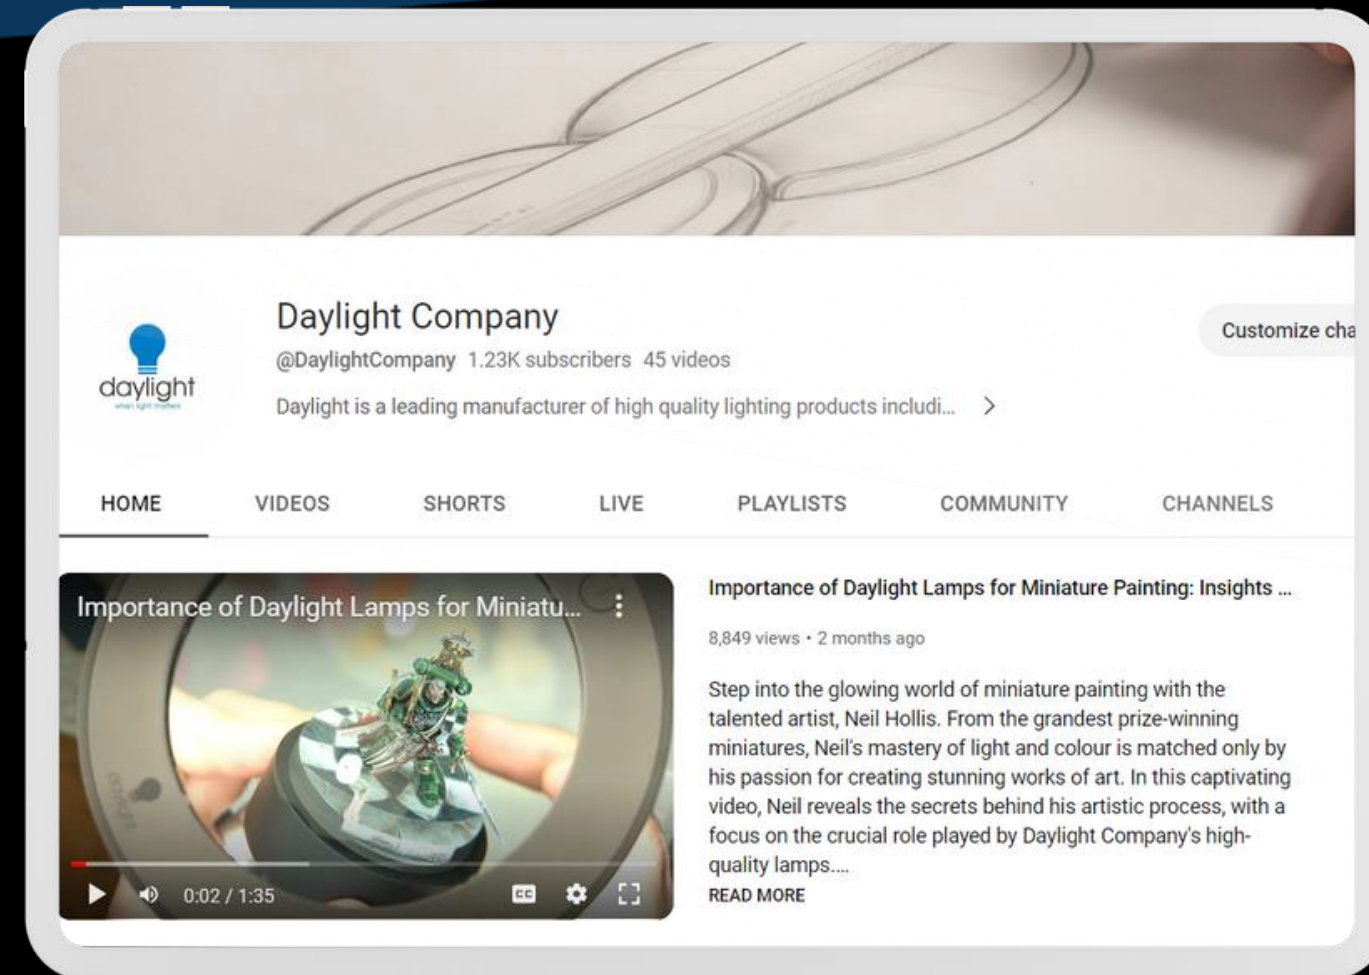 Daylight Company
daylight
when light matters
@DaylightCompany 1.23K subscribers 45 videos
Customize cha
Daylight is a leading manufacturer of high quality lighting products includi...
HOME VIDEOS SHORTS LIVE PLAYLISTS COMMUNITY CHANNELS
Importance of Daylight Lamps for Miniatu...
daylight
0:02 / 1:35
CC
Importance of Daylight Lamps for Miniature Painting: Insights ...
8,849 views • 2 months ago
Step into the glowing world of miniature painting with the
talented artist, Neil Hollis. From the grandest prize-winning
miniatures, Neil's mastery of light and colour is matched only by
his passion for creating stunning works of art. In this captivating
video, Neil reveals the secrets behind his artistic process, with a
focus on the crucial role played by Daylight Company's high-
quality lamps....
READ MORE